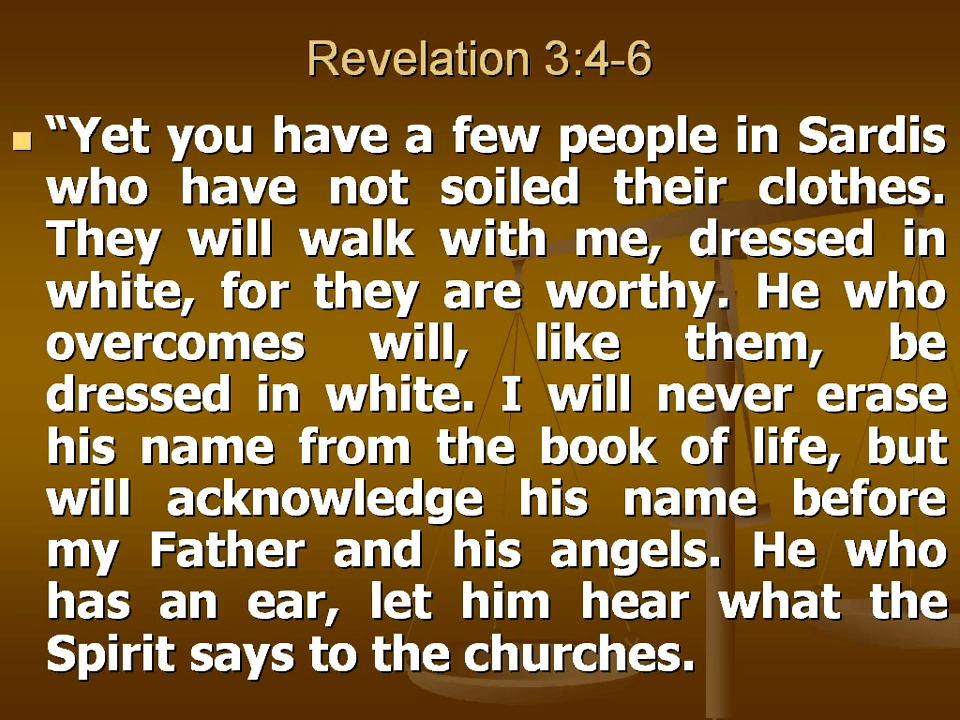 Revelation 3:4-6
“Yet you have a few people in Sardis
who have not soiled their clothes.
They will walk with me, dressed in
white, for they are worthy. He who
overcomes will, like them, be
dressed in white. I will never erase
his name from the book of life, but
will acknowledge his name before
my Father and his angels. He who
has an ear, let him hear what the
Spirit says to the churches.